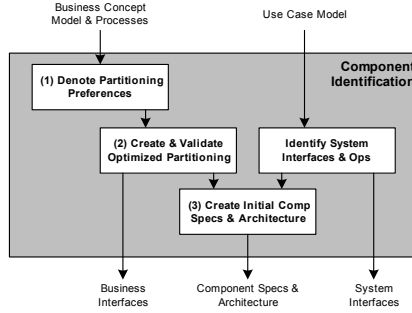 Business Concept
Model & Processes
Use Case Model
Component
Identification
(1) Denote Partitioning
Preferences
(2) Create & Validate
Optimized Partitioning
Identify System
Interfaces & Ops
(3) Create Initial Comp
Specs & Architecture
Business
Interfaces
Component Specs &
Architecture
System
Interfaces